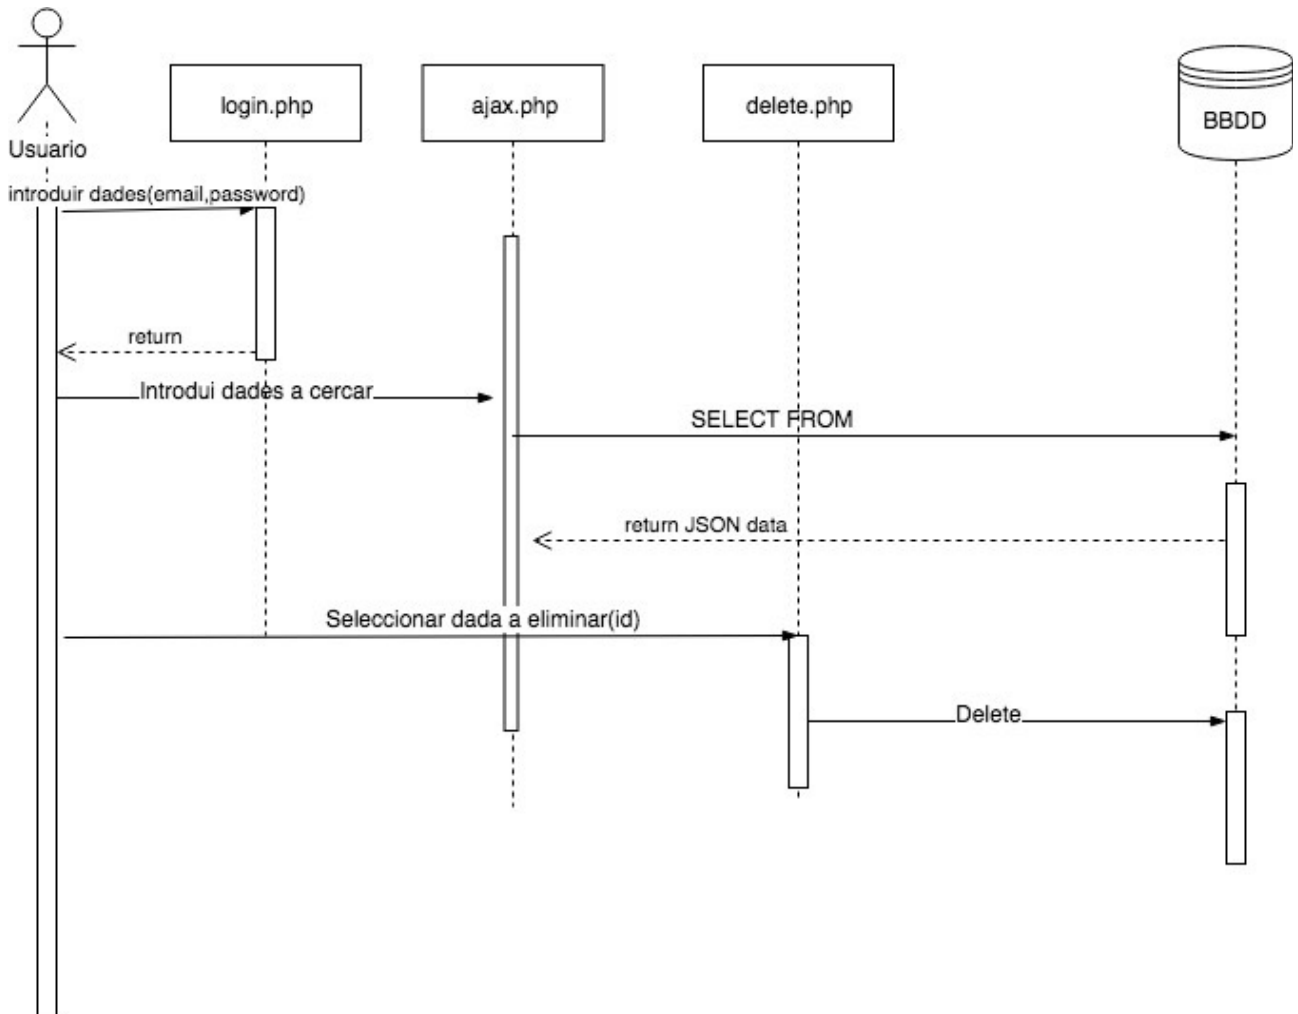 login.php
ajax.php
delete.php
BBDD
Usuario
introduir dades(email,password)
return
Introdui dades a cercar
SELECT FROM
return JSON data
Seleccionar dada a eliminar(id)
Delete